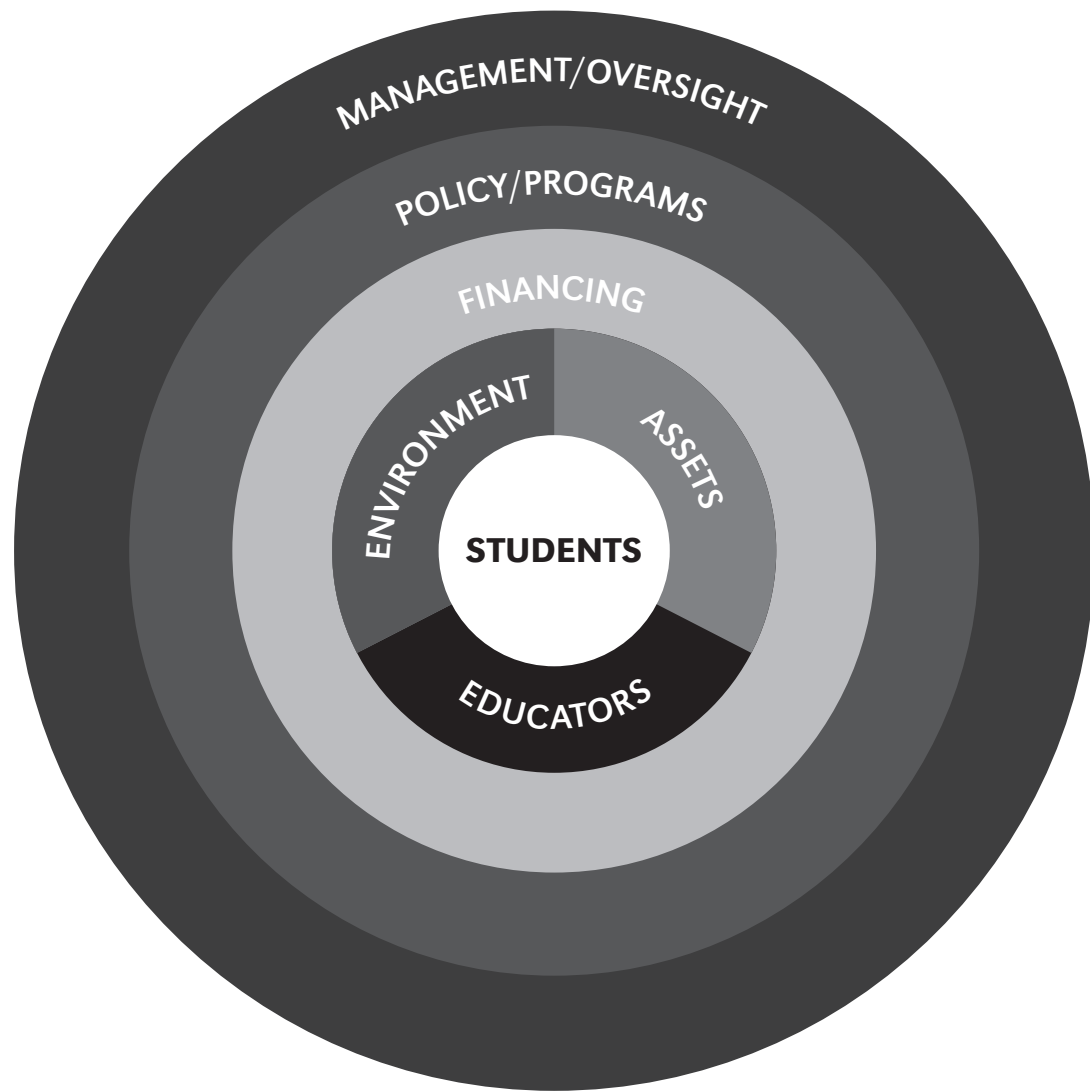 MANAGEMENT/OVERSIGHT
POLICY/PROGRAMS
FINANCING
ENVIRONMENT
ASSETS
STUDENTS
EDUCATORS